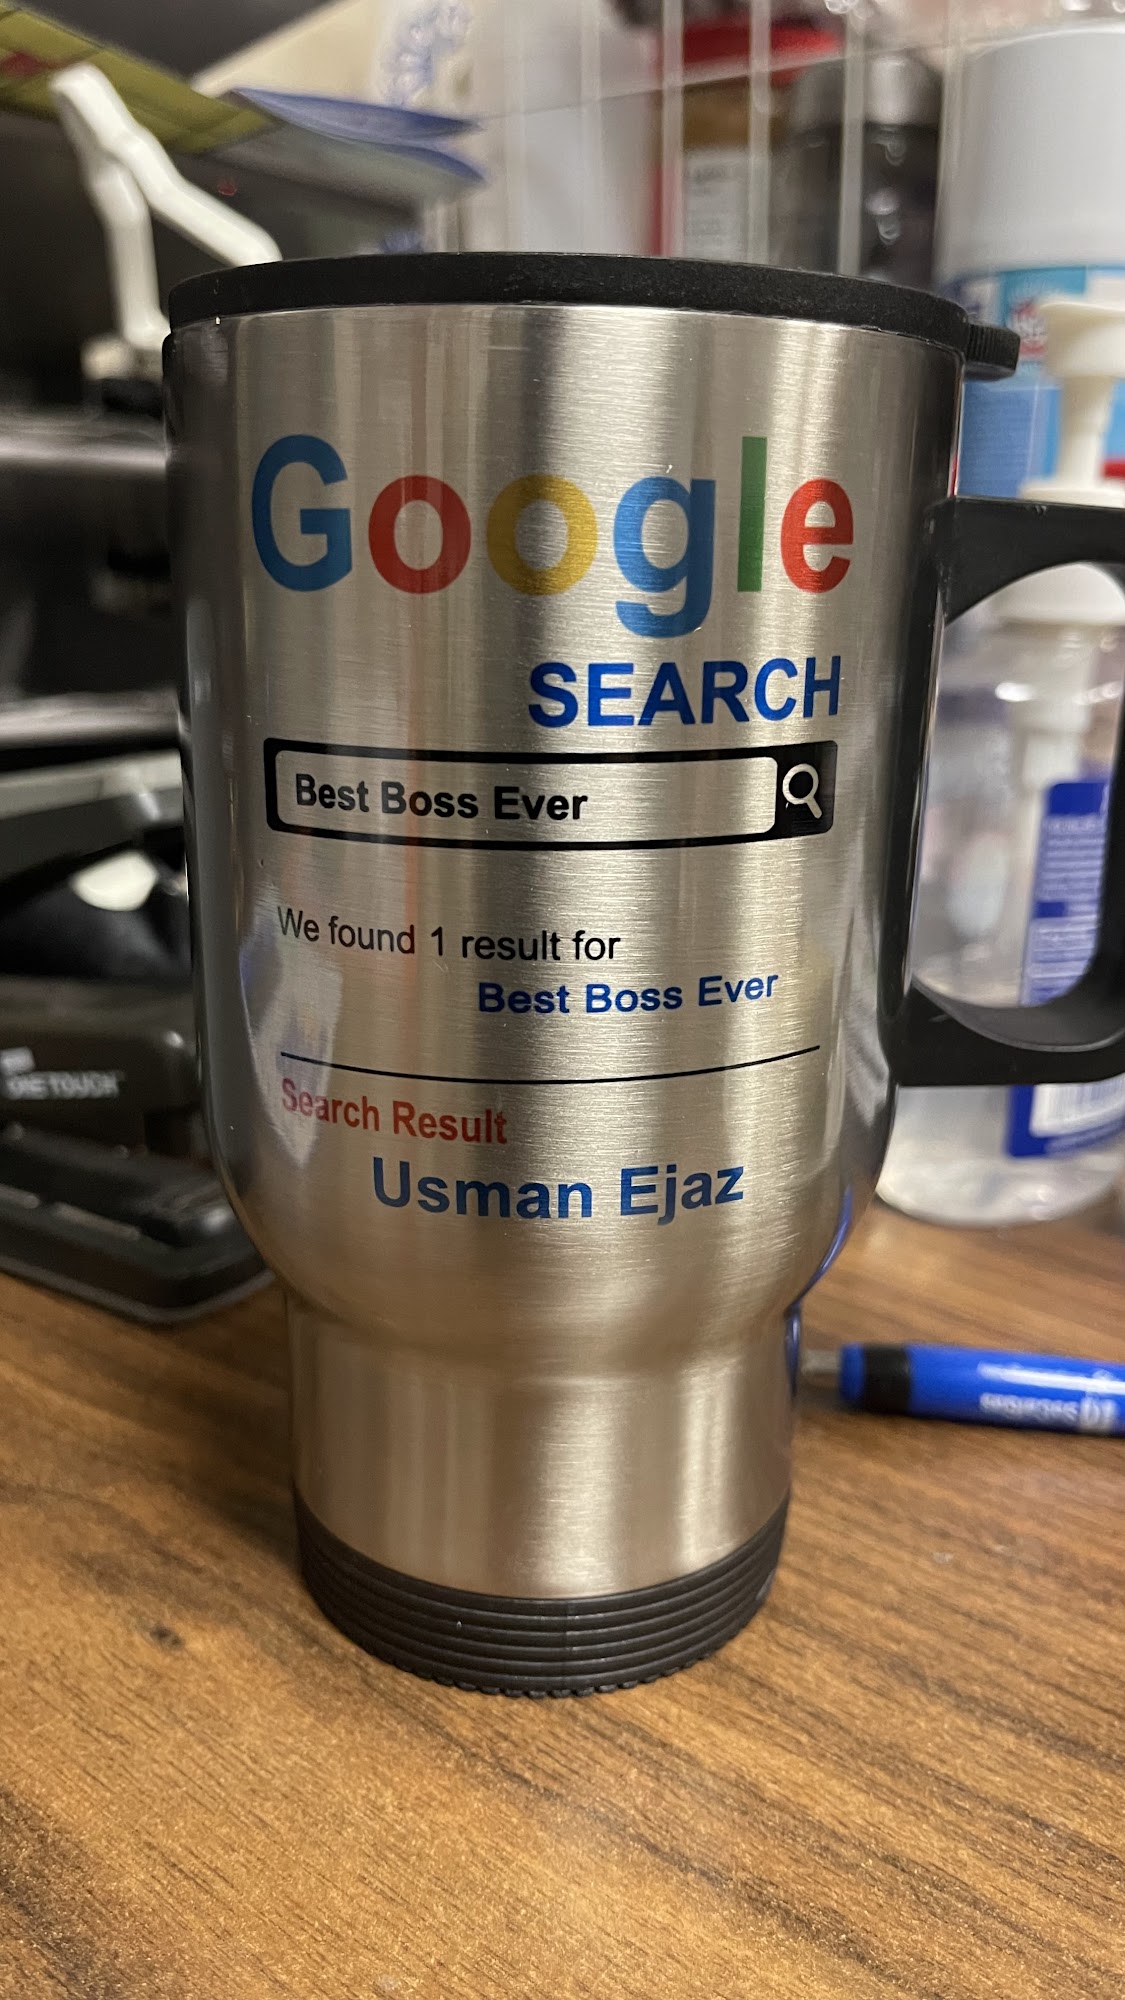 Google
SEARCH
Best Boss Ever
We found 1 result for
Best Boss Ever
Search Result
Usman Ejaz